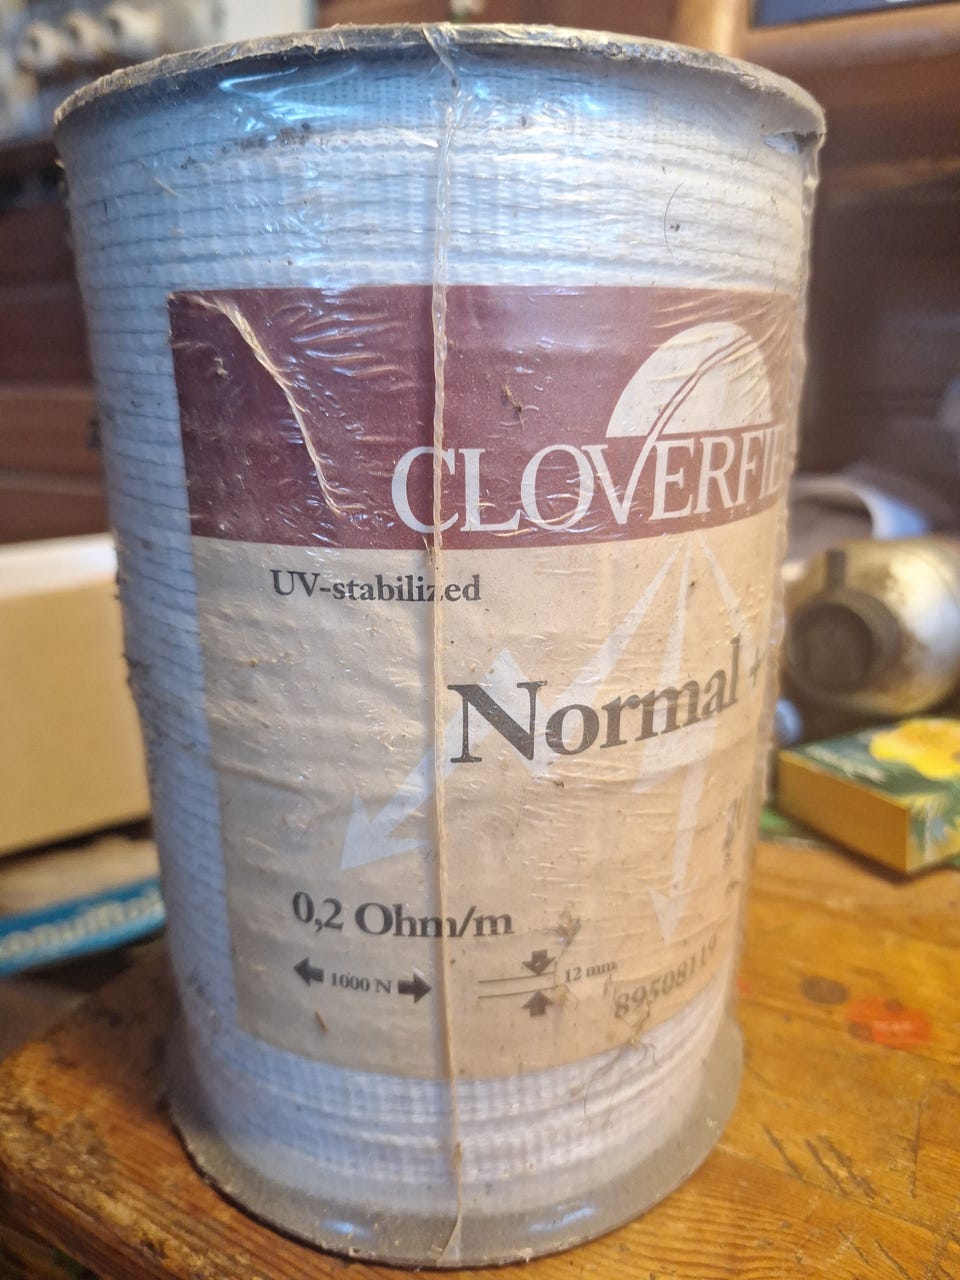 CLOVERFIE
UV-stabilized
Normal +
0,2 Ohm/m
1000 N
12 mm
89508119